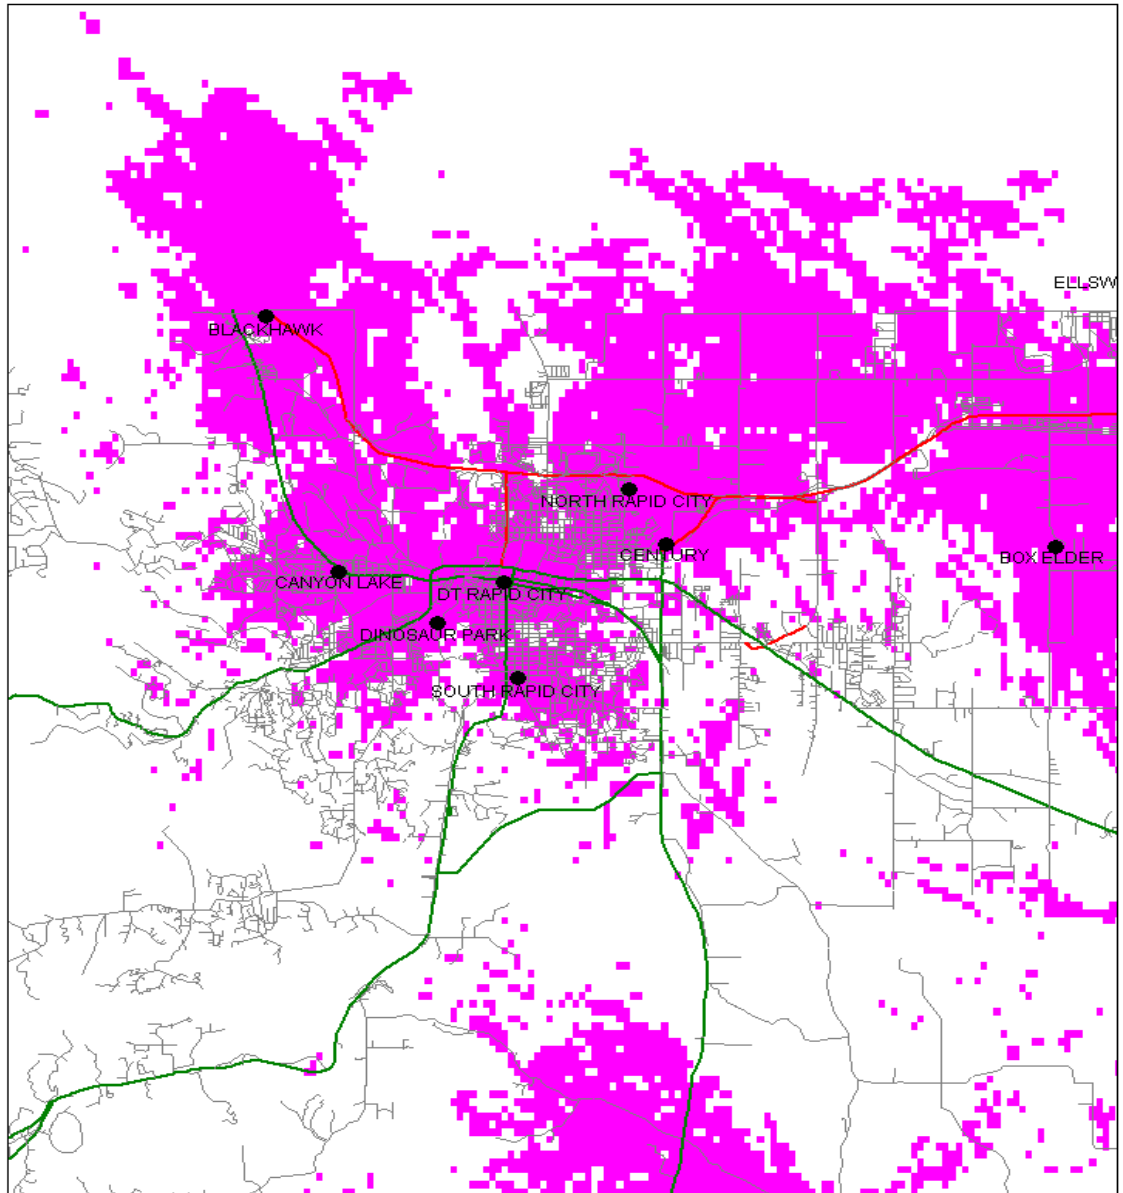 ELLSW
BLACKHAWK
NORTH RAPID CITY
CENTURY
BOX ELDER
CANYON LAKE
DT RAPID CITY
DINOSAUR PARK
SOUTH RAPID CITY